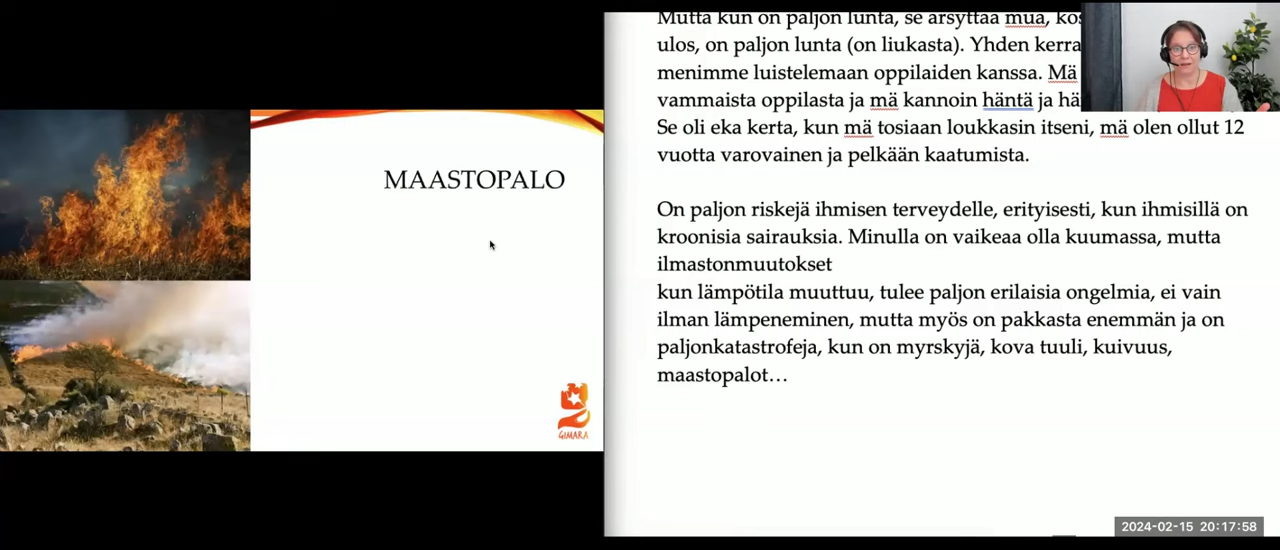 MAASTOPALO
GIMARA
Mutta kun on paljon lunta, se ärsyttää mua,
ulos, on paljon lunta (on liukasta). Yhden
menimme luistelemaan oppilaiden kanssa. Mä
vammaista oppilasta ja mä kannoin häntä ja
Se oli eka kerta, kun mä tosiaan loukkasin itseni, mä olen ollut 12
vuotta varovainen ja pelkään kaatumista.
On paljon riskejä ihmisen terveydelle, erityisesti, kun ihmisillä on
kroonisia sairauksia. Minulla on vaikeaa olla kuumassa, mutta
ilmastonmuutokset
kun lämpötila muuttuu, tulee paljon erilaisia ongelmia, ei vain
ilman lämpeneminen, mutta myös on pakkasta enemmän ja on
paljonkatastrofeja, kun on myrskyjä, kova tuuli, kuivuus,
maastopalot…
2024-02-15 20:17:58